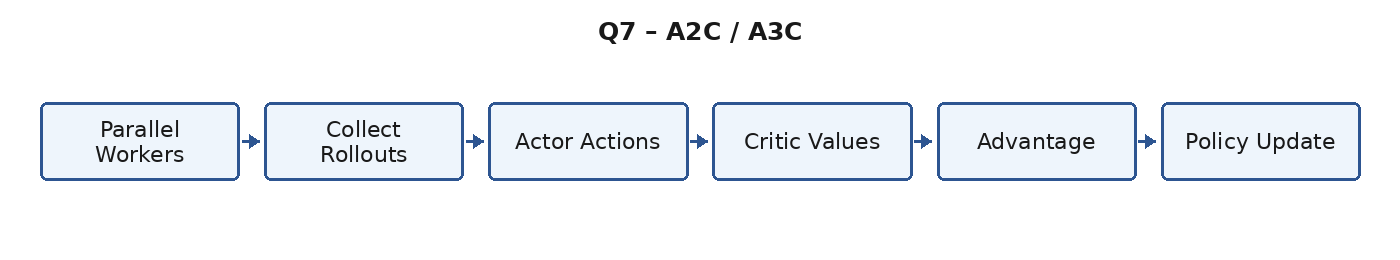 Q7 – A2C / A3C
Parallel
Workers
Collect
Rollouts
Actor Actions
Critic Values
Advantage
Policy Update